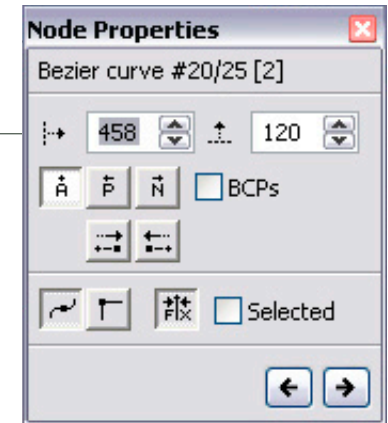 Node Properties
Bezier curve #20/25 [2]
458 120
A P N BCPs
F|X Selected